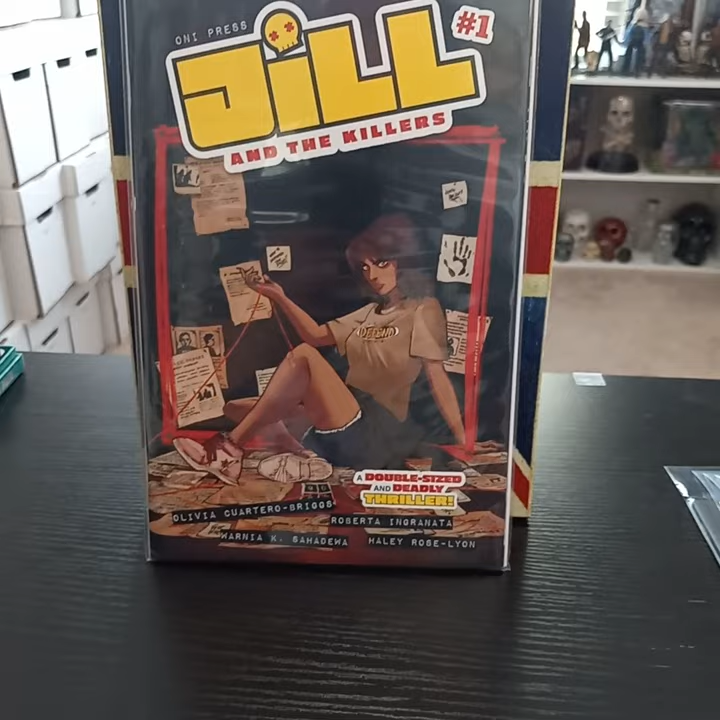 ONI PRESS
JiLL
#1
AND THE KILLERS
A DOUBLE-SIZED
AND DEADLY
THRILLER!
OLIVIA CUARTERO-BRIGGS
ROBERTA INGRANATA
WARNIA K. SAHADEWA
HALEY ROSE-LYON